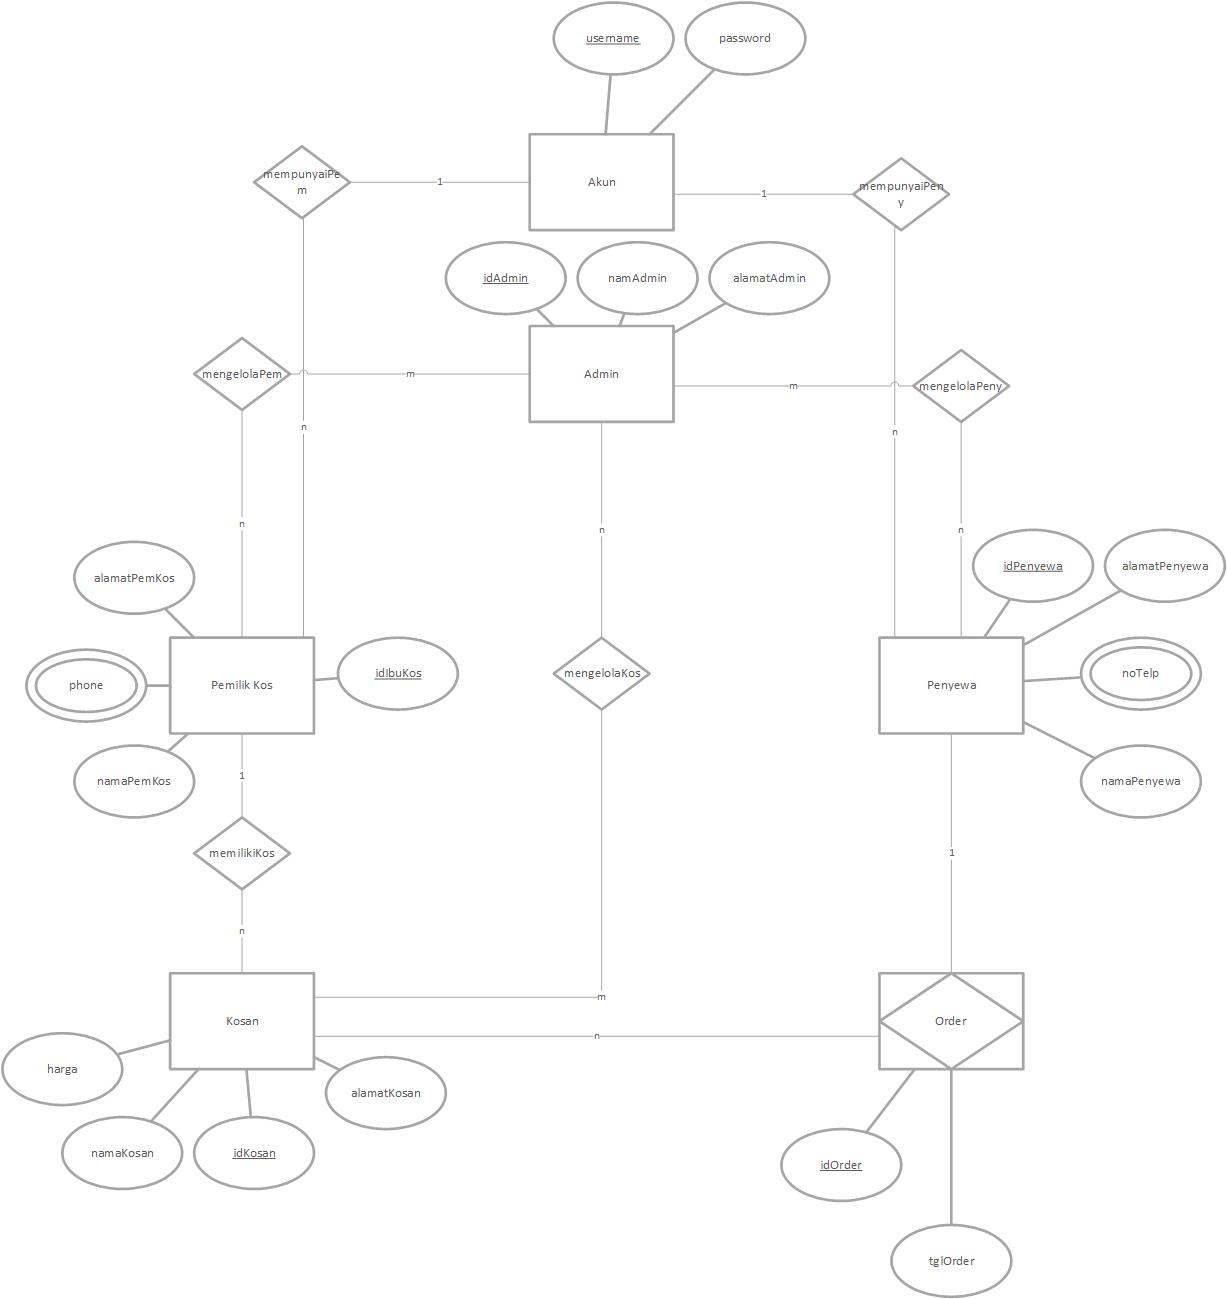 username
password
mempunyaiPe
m
1
Akun
1
mempunyaiPen
y
idAdmin
namAdmin
alamatAdmin
mengelolaPem
m
Admin
m
mengelolaPeny
n
n
n
n
n
alamatPemKos
idPenyewa
alamatPenyewa
phone
Pemilik Kos
idIbuKos
mengelolaKos
Penyewa
noTelp
namaPemKos
1
namaPenyewa
memilikiKos
1
n
m
Kosan
Order
n
harga
alamatKosan
namaKosan
idKosan
idOrder
tglOrder